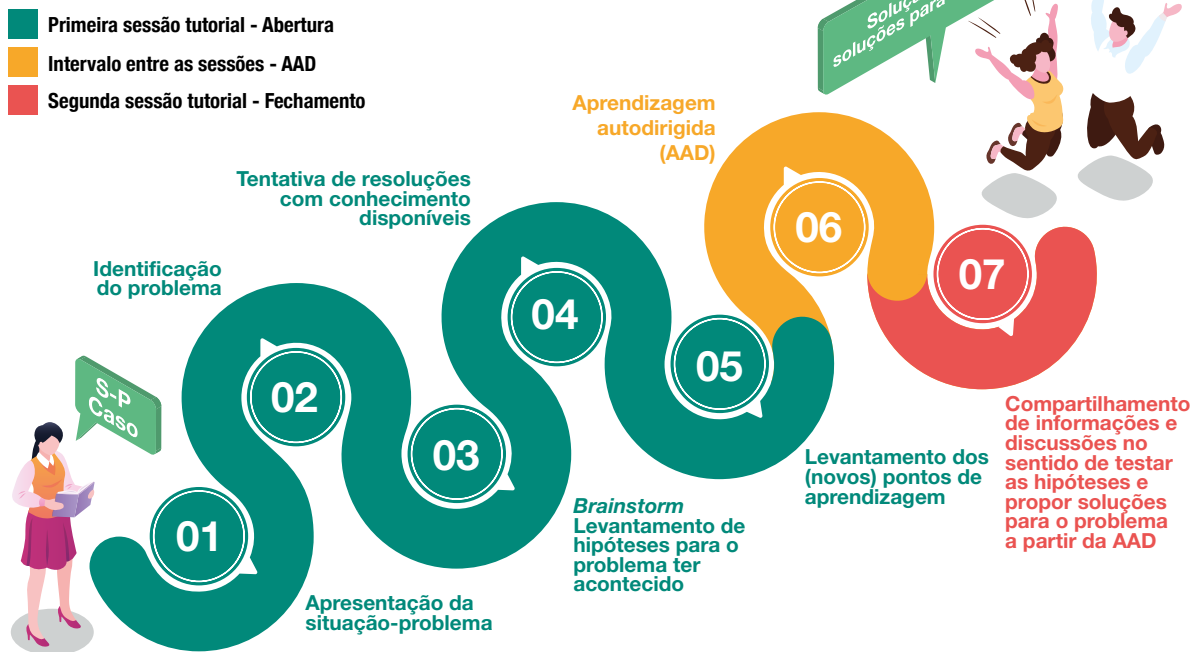 Primeira sessão tutorial - Abertura
Intervalo entre as sessões - AAD
Segunda sessão tutorial - Fechamento
soluções para
Aprendizagem
autodirigida
(AAD)
Tentativa de resoluções
com conhecimento
disponíveis
Identificação
do problema
S-P
Caso
01
02
03
04
05
06
07
Apresentação da
situação-problema
Brainstorm
Levantamento de
hipóteses para o
problema ter
acontecido
Levantamento dos
(novos) pontos de
aprendizagem
Compartilhamento
de informações e
discussões no
sentido de testar
as hipóteses e
propor soluções
para o problema
a partir da AAD